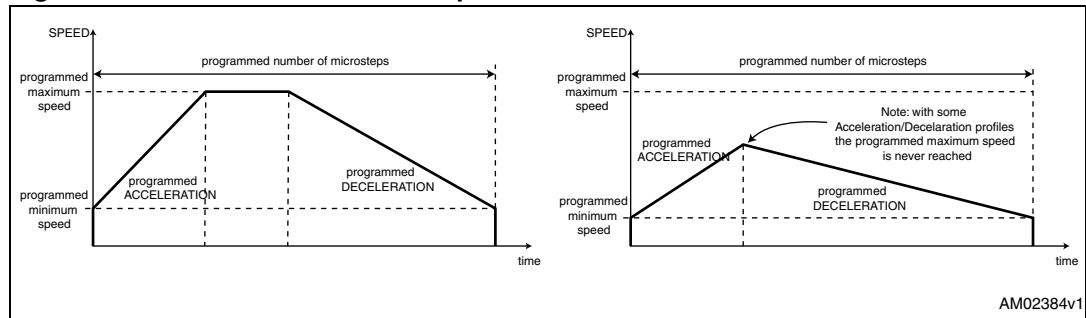 SPEED
programmed number of microsteps
programmed
maximum
speed
programmed
ACCELERATION
programmed
DECELERATION
programmed
minimum
speed
time
SPEED
programmed number of microsteps
programmed
maximum
speed
Note: with some
Acceleration/Decelaration profiles
the programmed maximum speed
is never reached
programmed
ACCELERATION
programmed
DECELERATION
programmed
minimum
speed
time
AM02384v1